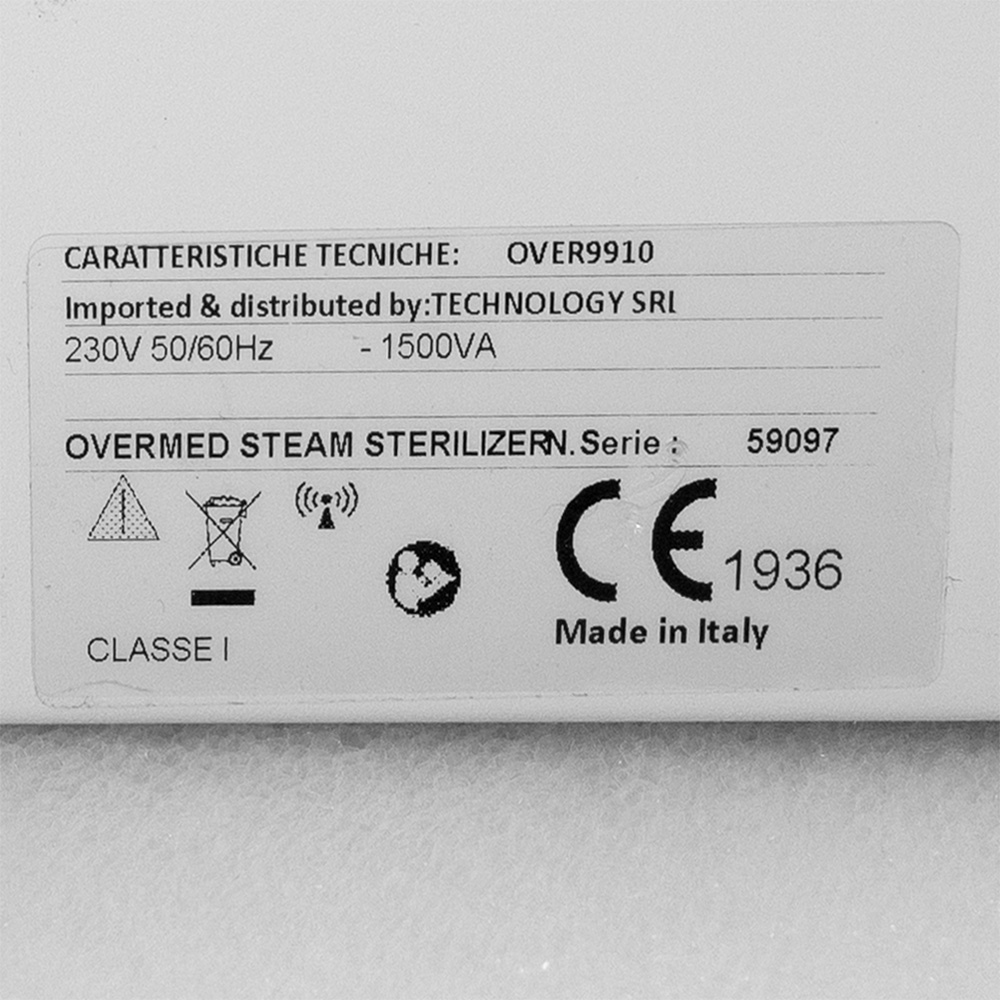 CARATTERISTICHE TECNICHE: OVER9910
Imported & distributed by:TECHNOLOGY SRL
230V 50/60Hz - 1500VA
OVERMED STEAM STERILIZER N. Serie : 59097
CE 1936
Made in Italy
CLASSE I